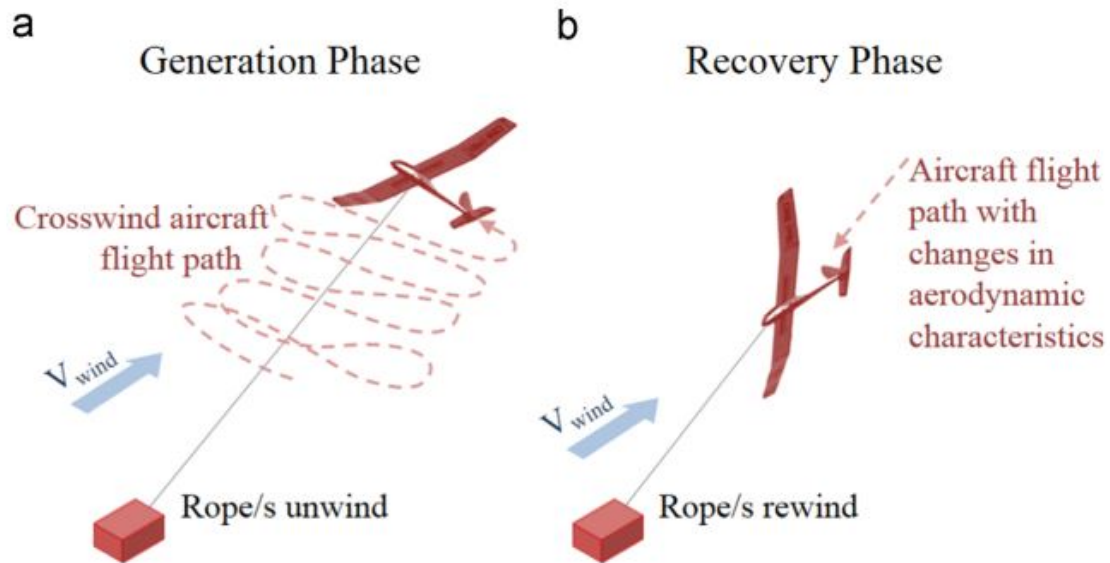 a
Generation Phase
Crosswind aircraft
flight path
V wind
Rope/s unwind
b
Recovery Phase
Aircraft flight
path with
changes in
aerodynamic
characteristics
V wind
Rope/s rewind